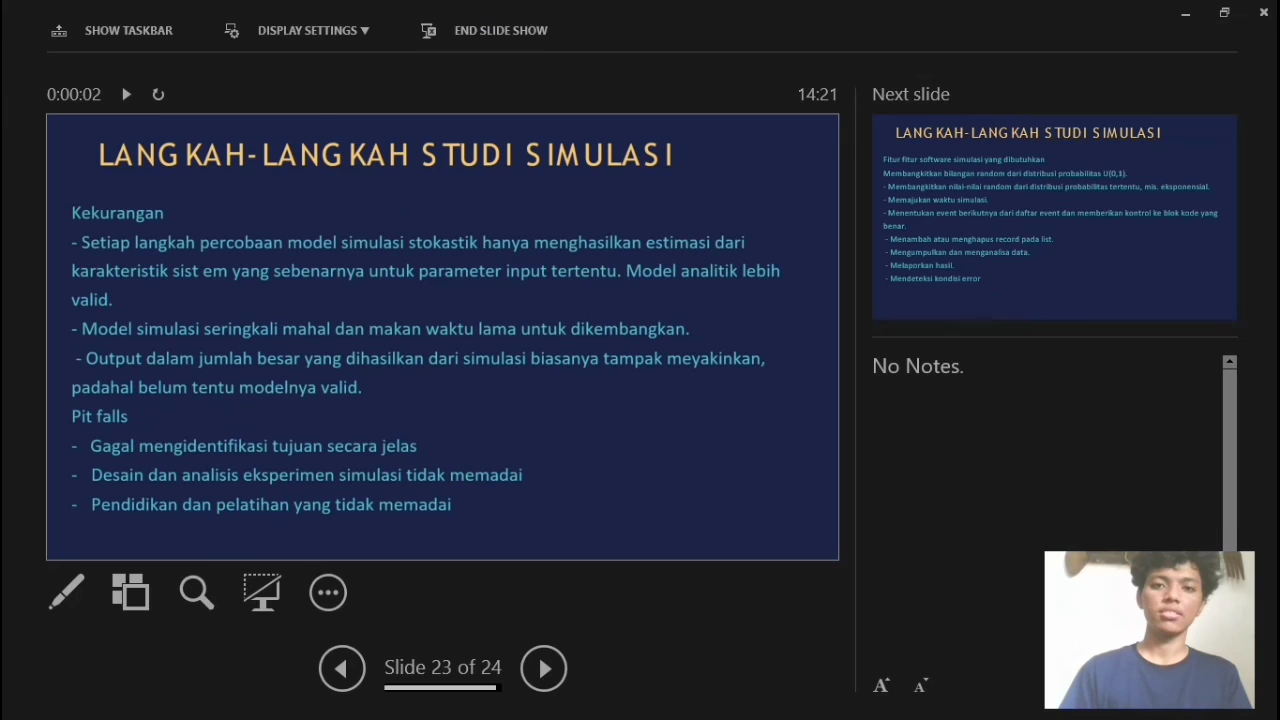 SHOW TASKBAR
DISPLAY SETTINGS
END SLIDE SHOW
0:00:02
14:21
LANGKAH-LANGKAH STUDI SIMULASI
Kekurangan
- Setiap langkah percobaan model simulasi stokastik hanya menghasilkan estimasi dari
karakteristik sist em yang sebenarnya untuk parameter input tertentu. Model analitik lebih
valid.
- Model simulasi seringkali mahal dan makan waktu lama untuk dikembangkan.
- Output dalam jumlah besar yang dihasilkan dari simulasi biasanya tampak meyakinkan,
padahal belum tentu modelnya valid.
Pit falls
- Gagal mengidentifikasi tujuan secara jelas
- Desain dan analisis eksperimen simulasi tidak memadai
- Pendidikan dan pelatihan yang tidak memadai
Slide 23 of 24
Next slide
LANGKAH-LANGKAH STUDI SIMULASI
Fitur fitur software simulasi yang dibutuhkan
Membangkitkan bilangan random dari distribusi probabilitas U(0,1).
- Membangkitkan nilai-nilai random dari distribusi probabilitas tertentu, mis. eksponensial.
- Memajukan waktu simulasi.
- Menentukan event berikutnya dari daftar event dan memberikan kontrol ke blok kode yang
benar.
- Menambah atau menghapus record pada list.
- Mengumpulkan dan menganalisa data.
- Melaporkan hasil.
- Mendeteksi kondisi error
No Notes.
A A